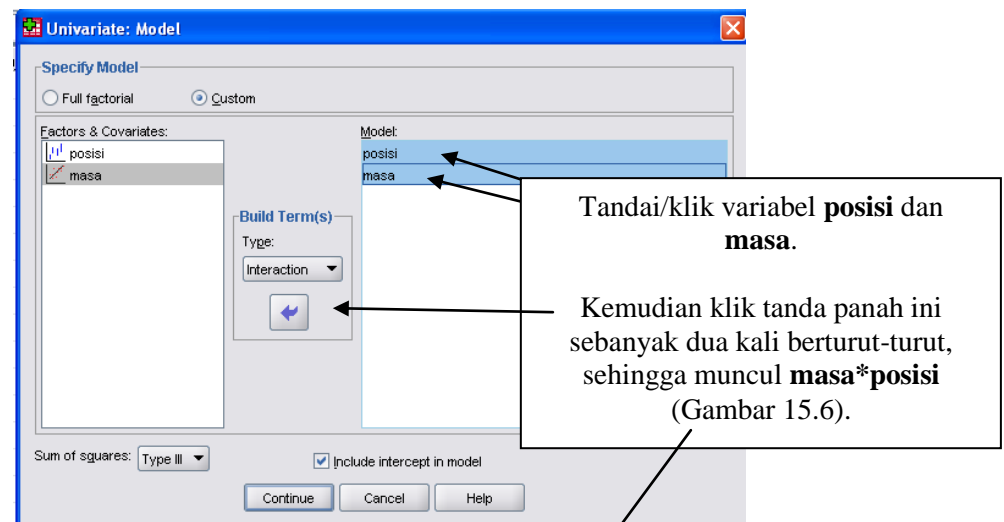 Univariate: Model
Specify Model
Full factorial
Custom
Factors & Covariates:
posisi
masa
Build Term(s)
Type:
Interaction
Model:
posisi
masa
Tandai/klik variabel posisi dan
masa.
Kemudian klik tanda panah ini
sebanyak dua kali berturut-turut,
sehingga muncul masa*posisi
(Gambar 15.6).
Sum of squares:
Type III
Include intercept in model
Continue
Cancel
Help